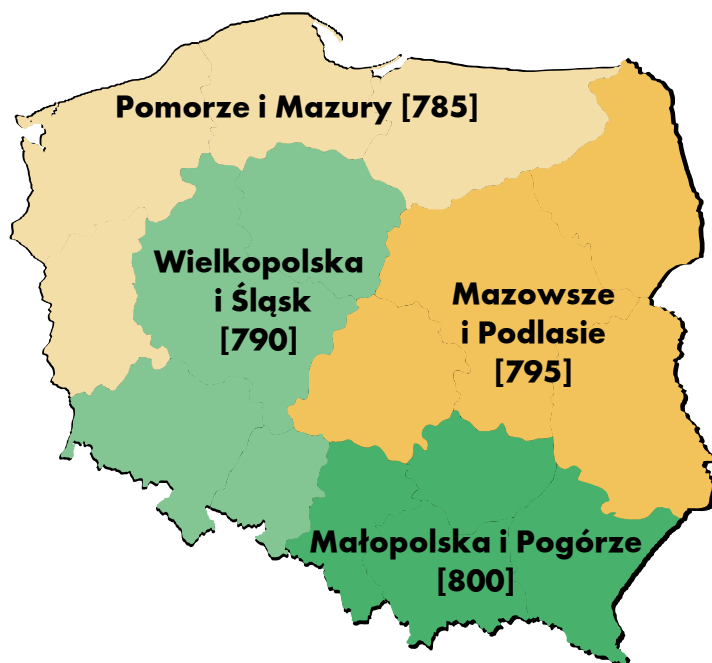 Pomorze i Mazury [785]
Wielkopolska
i Śląsk
[790]
Mazowsze
i Podlasie
[795]
Małopolska i Pogórze
[800]